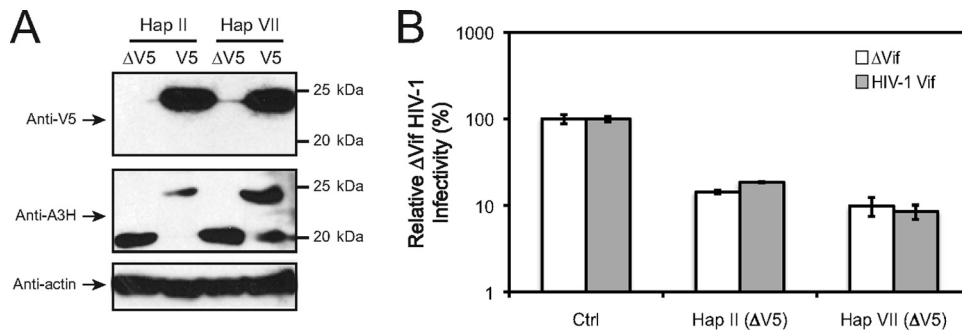 A
Hap II Hap VII
ΔV5 V5 ΔV5 V5
Anti-V5
25 kDa
20 kDa
Anti-A3H
25 kDa
20 kDa
Anti-actin
B
Relative ΔVif HIV-1
Infectivity (%)
1000
100
10
1
ΔVif
HIV-1 Vif
Ctrl Hap II (ΔV5) Hap VII (ΔV5)